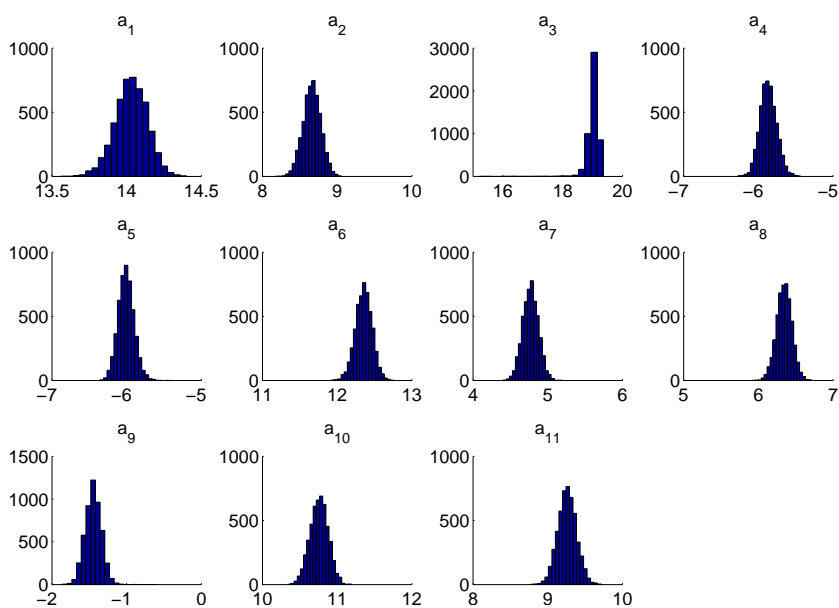 a1 a2 a3 a4
1000 1000 3000 1000
500 500 2000 500
1000
0 0 0 0
13.5 14 14.5 8 9 10 16 18 20 −7 −6 −5
a5 a6 a7 a8
1000 1000 1000 1000
500 500 500 500
0 0 0 0
−7 −6 −5 11 12 13 4 5 6 5 6 7
a9 a10 a11
1500 1000 1000
1000
500 500 500
0 0 0
−2 −1 0 10 11 12 8 9 10